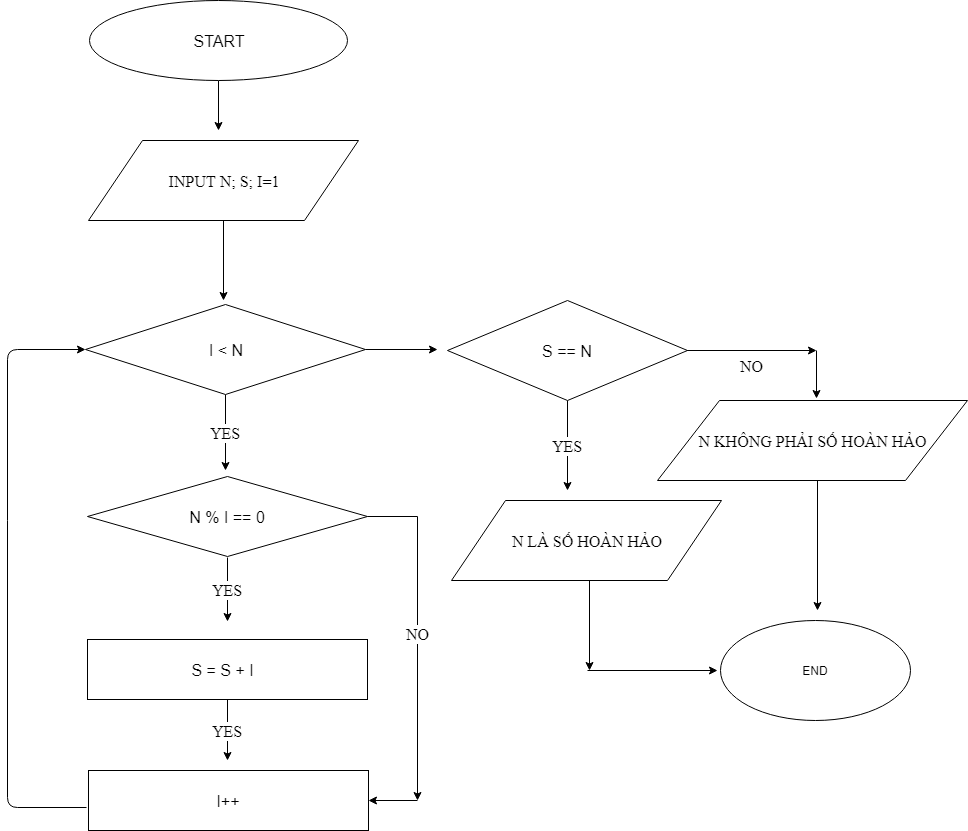 START
INPUT N; S; I=1
I < N
YES
N % I == 0
YES
NO
S = S + I
YES
I++
S == N
NO
YES
N KHÔNG PHẢI SỐ HOÀN HẢO
N LÀ SỐ HOÀN HẢO
END